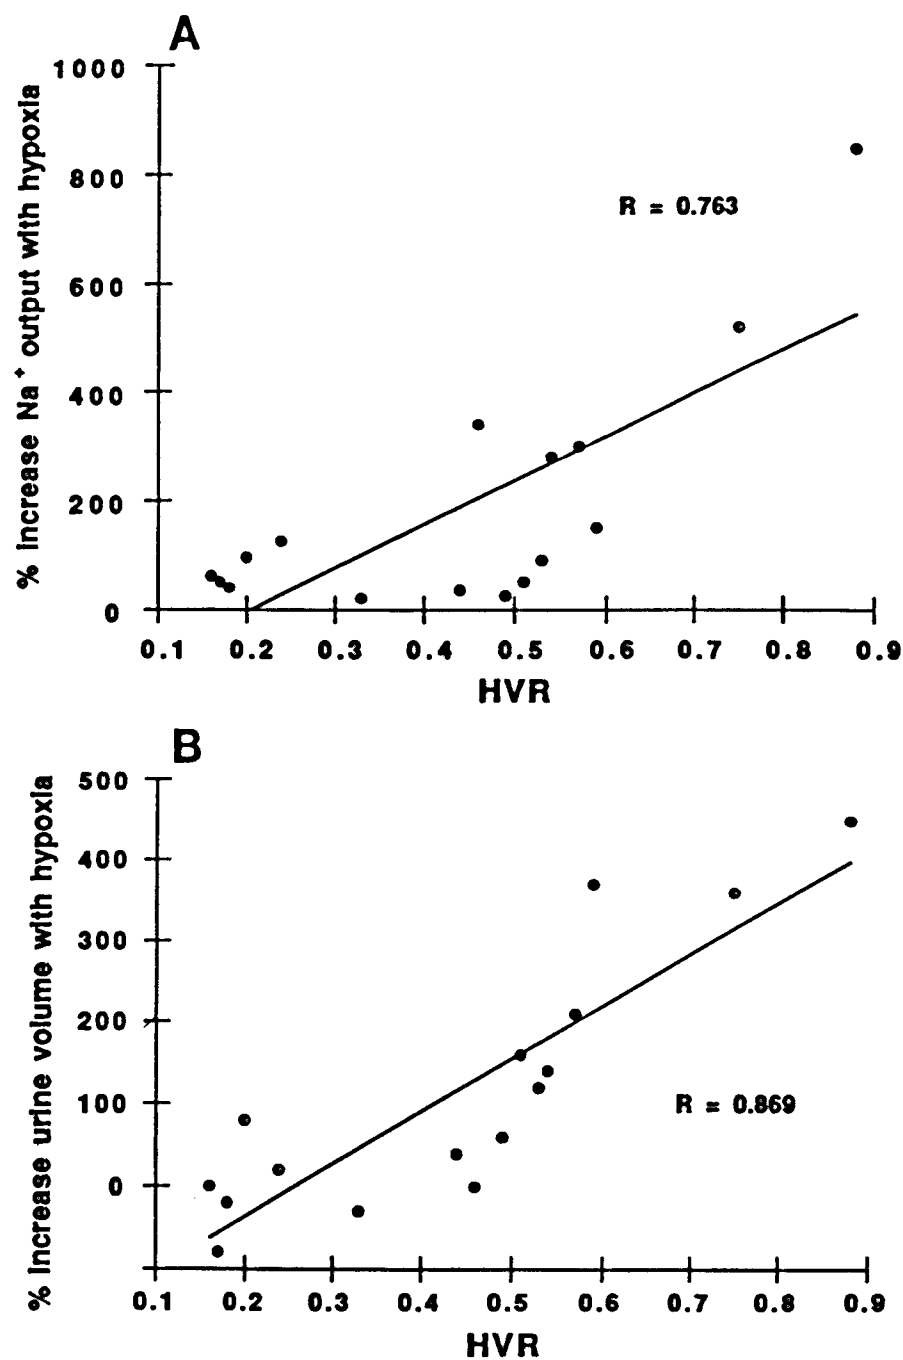 A
% increase Na+ output with hypoxia
1000
800
600
400
200
0
R = 0.763
0.1 0.2 0.3 0.4 0.5 0.6 0.7 0.8 0.9
HVR
B
% increase urine volume with hypoxia
500
400
300
200
100
0
R = 0.869
0.1 0.2 0.3 0.4 0.5 0.6 0.7 0.8 0.9
HVR